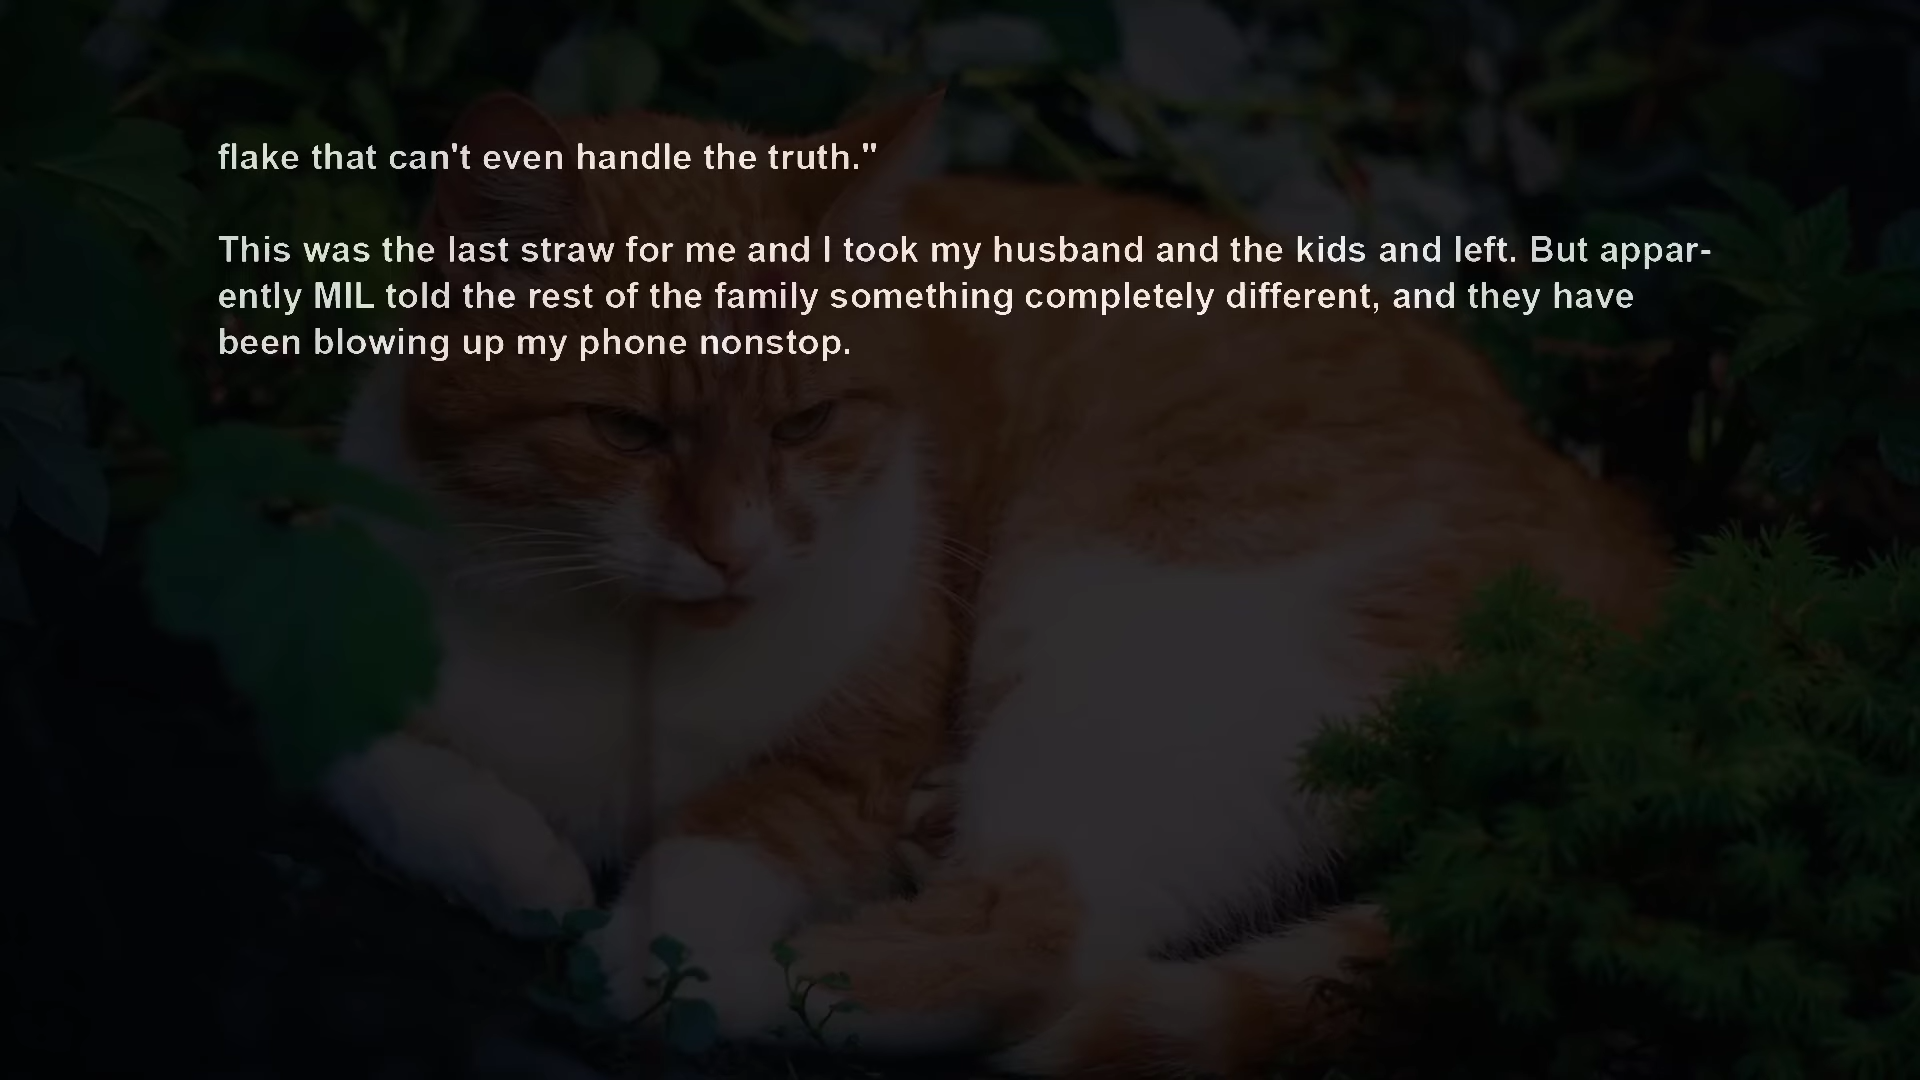 flake that can't even handle the truth."
This was the last straw for me and I took my husband and the kids and left. But appar-
ently MIL told the rest of the family something completely different, and they have
been blowing up my phone nonstop.